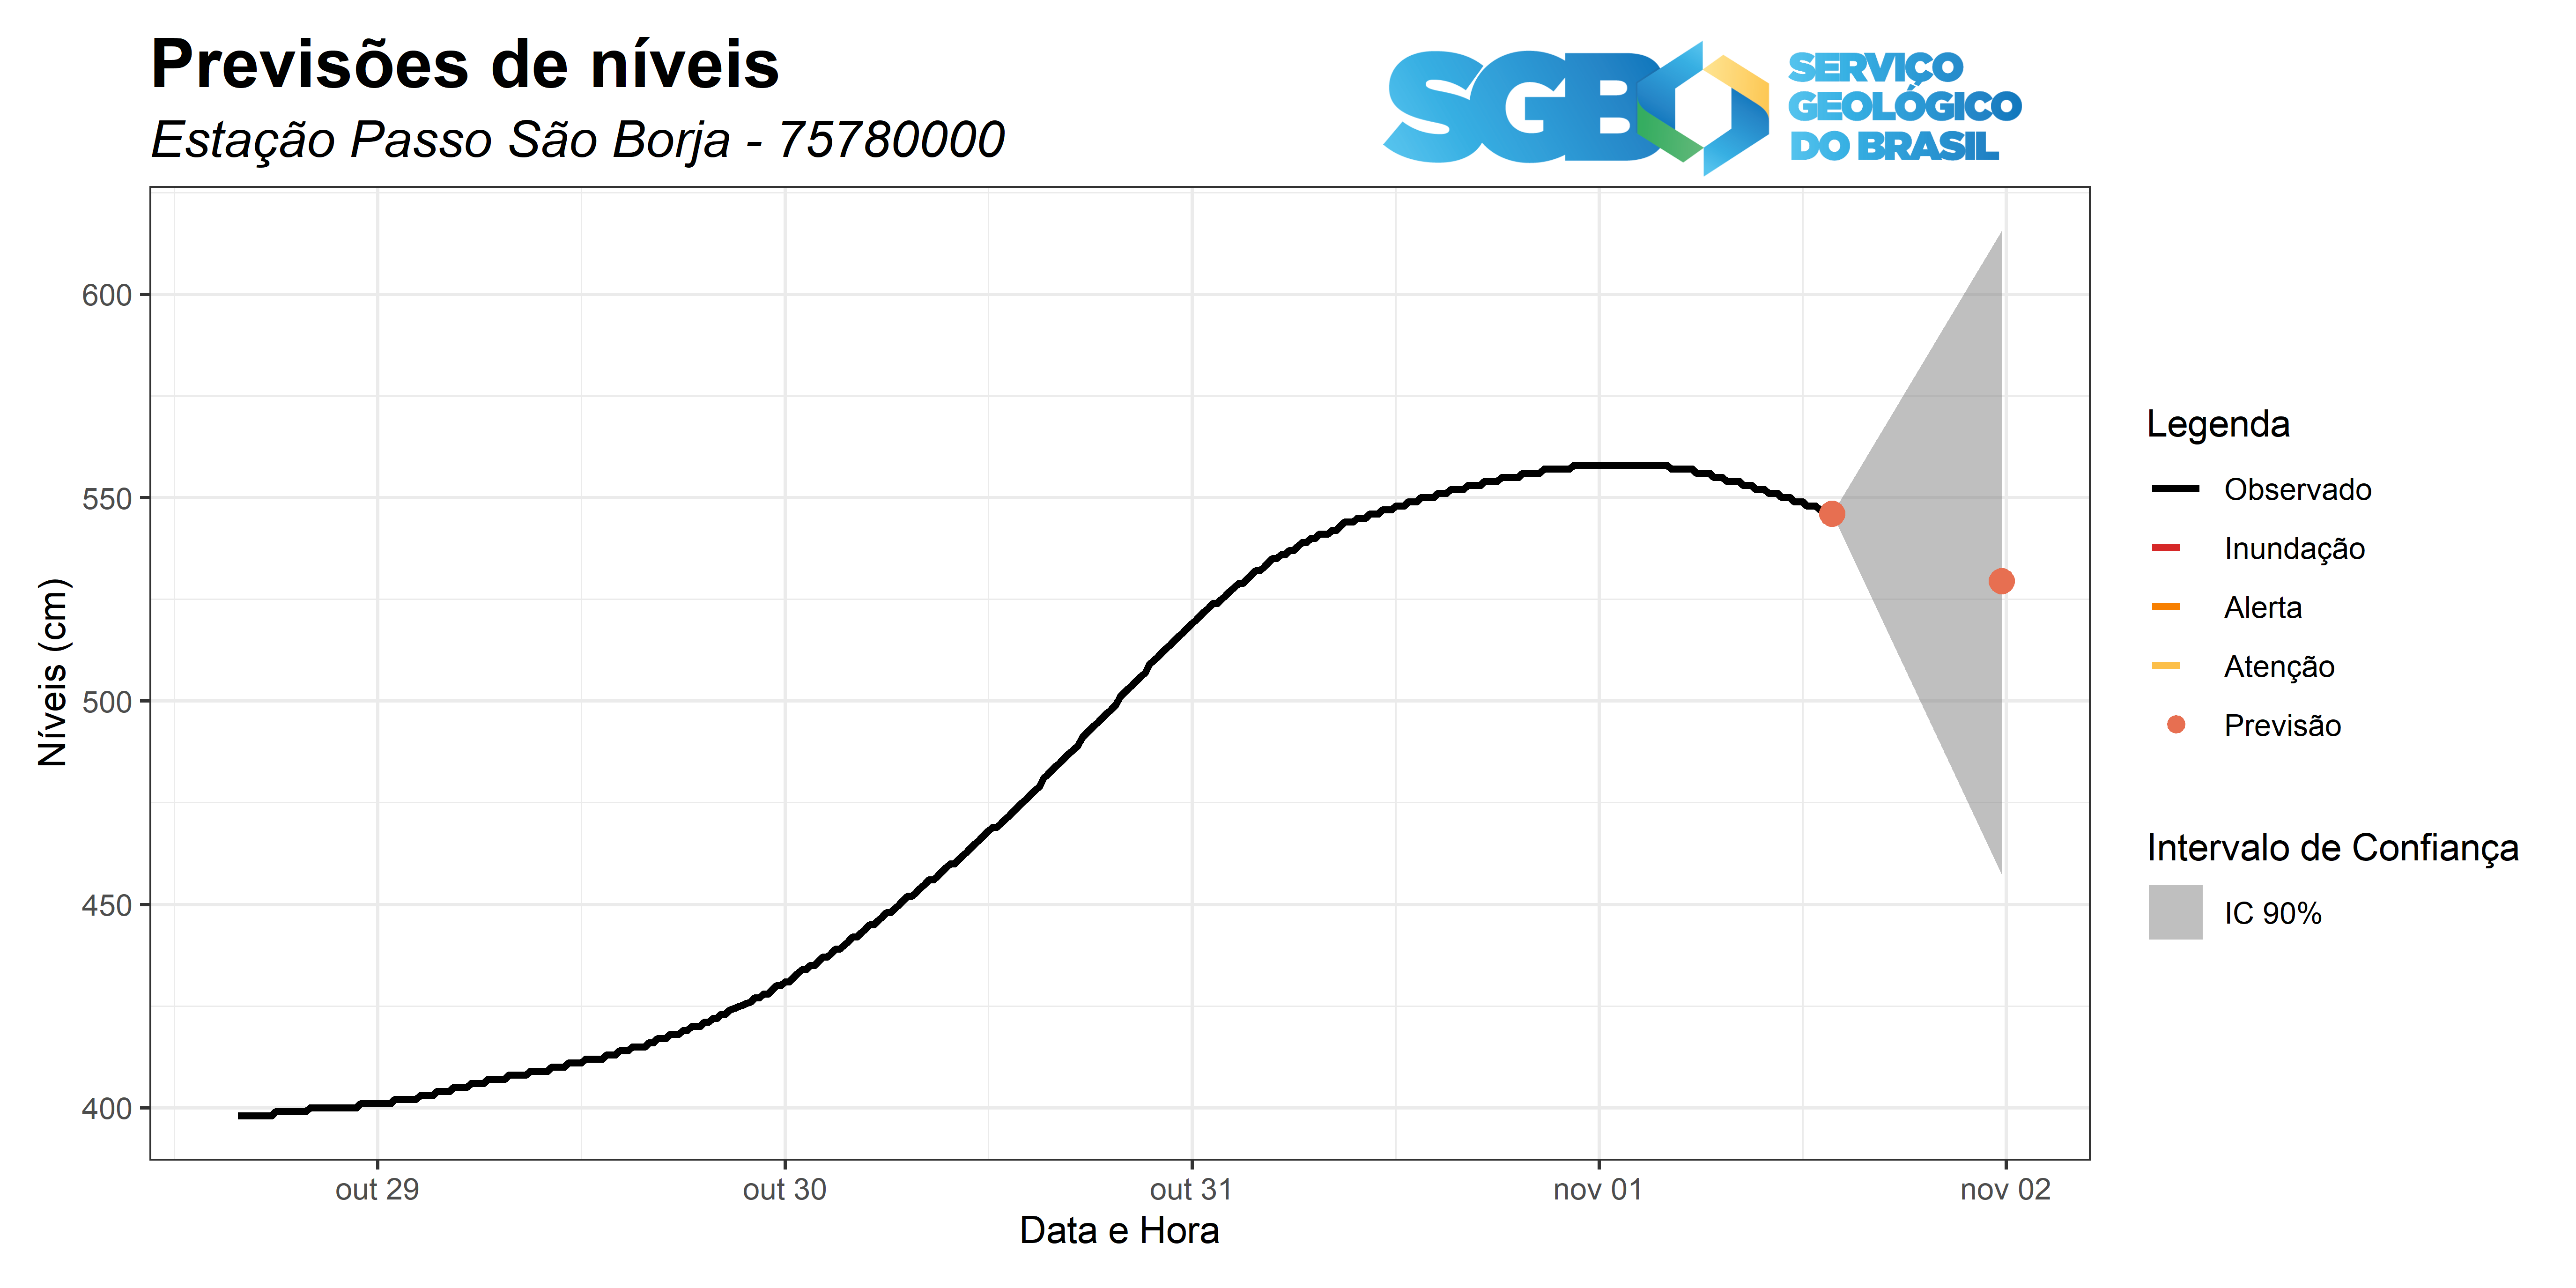 Previsões de níveis
Estação Passo São Borja - 75780000
SGB
SERVIÇO
GEOLÓGICO
DO BRASIL
Níveis (cm)
600
550
500
450
400
out 29
out 30
out 31
nov 01
nov 02
Data e Hora
Legenda
Observado
Inundação
Alerta
Atenção
Previsão
Intervalo de Confiança
IC 90%